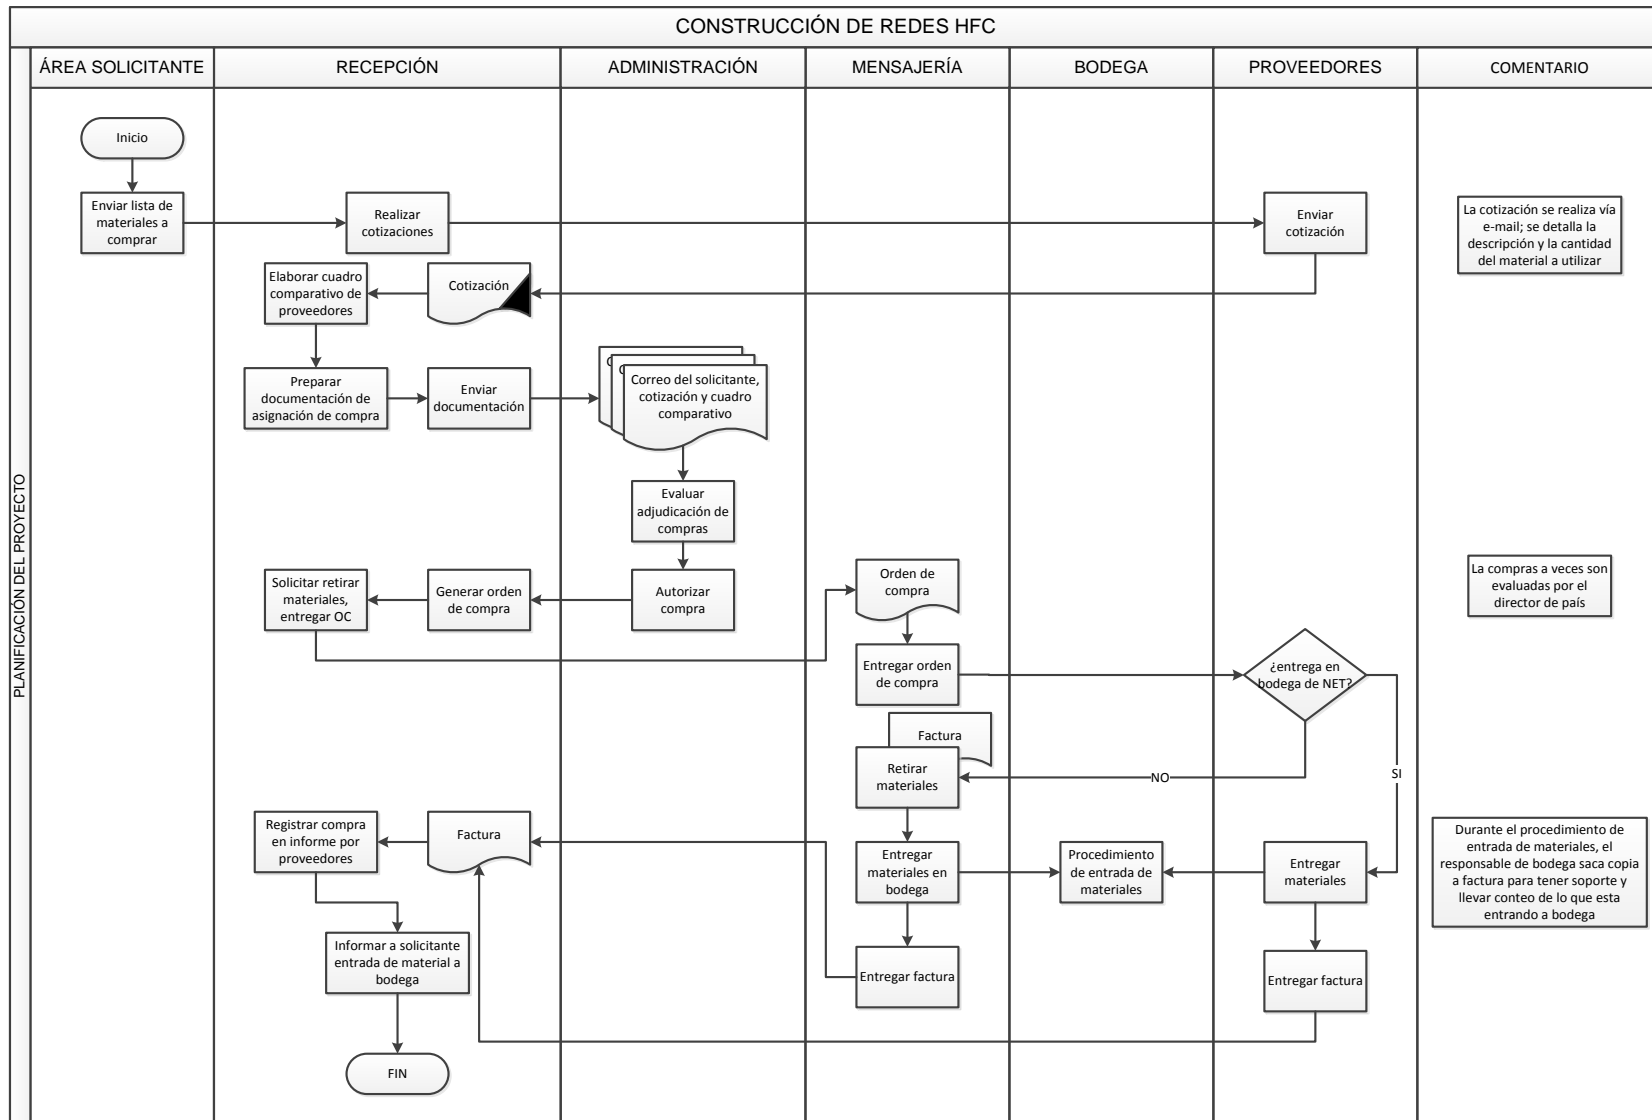 CONSTRUCCIÓN DE REDES HFC
PLANIFICACIÓN DEL PROYECTO
ÁREA SOLICITANTE
RECEPCIÓN
ADMINISTRACIÓN
MENSAJERÍA
BODEGA
PROVEEDORES
COMENTARIO
Inicio
Enviar lista de
materiales a
comprar
Realizar
cotizaciones
Enviar
cotización
La cotización se realiza vía
e-mail; se detalla la
descripción y la cantidad
del material a utilizar
Elaborar cuadro
comparativo de
proveedores
Cotización
Preparar
documentación de
asignación de compra
Enviar
documentación
Correo del solicitante,
cotización y cuadro
comparativo
Evaluar
adjudicación de
compras
Solicitar retirar
materiales,
entregar OC
Generar orden
de compra
Autorizar
compra
Orden de
compra
La compras a veces son
evaluadas por el
director de país
Entregar orden
de compra
¿entrega en
bodega de NET?
Factura
Retirar
materiales
NO
SI
Registrar compra
en informe por
proveedores
Factura
Entregar
materiales en
bodega
Procedimiento
de entrada de
materiales
Entregar
materiales
Durante el procedimiento de
entrada de materiales, el
responsable de bodega saca copia
a factura para tener soporte y
llevar conteo de lo que esta
entrando a bodega
Informar a solicitante
entrada de material a
bodega
Entregar factura
Entregar factura
FIN